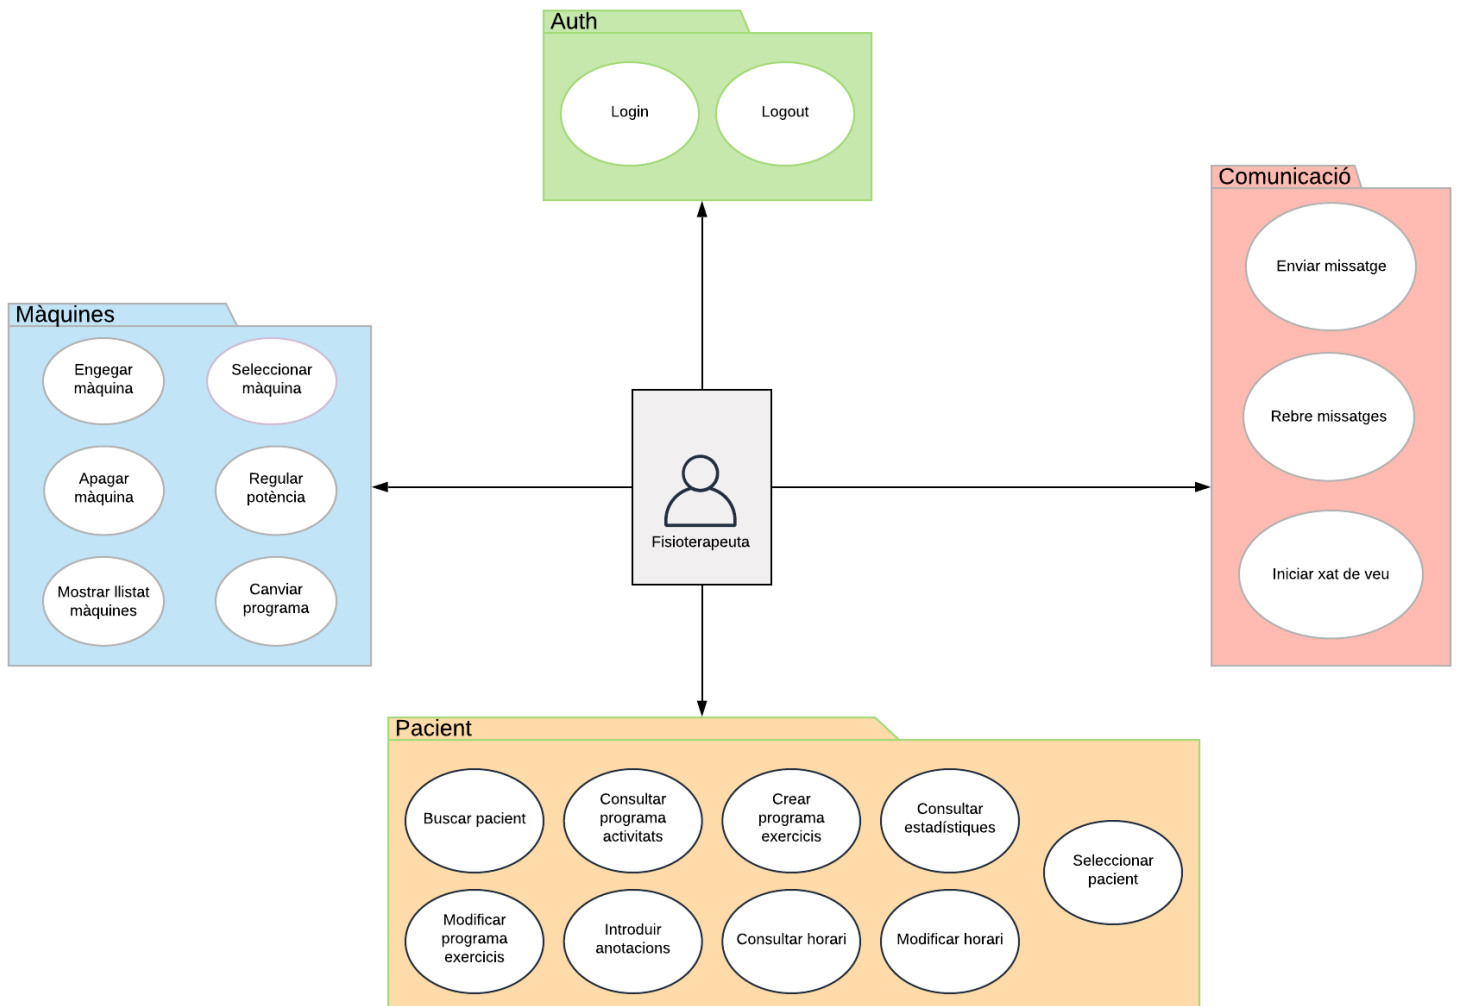 Auth
Login
Logout
Comunicació
Enviar missatge
Rebre missatges
Iniciar xat de veu
Màquines
Engegar
màquina
Seleccionar
màquina
Apagar
màquina
Regular
potència
Mostrar llistat
màquines
Canviar
programa
Fisioterapeuta
Pacient
Buscar pacient
Consultar
programa
activitats
Crear
programa
exercicis
Consultar
estadístiques
Seleccionar
pacient
Modificar
programa
exercicis
Introduir
anotacions
Consultar horari
Modificar horari